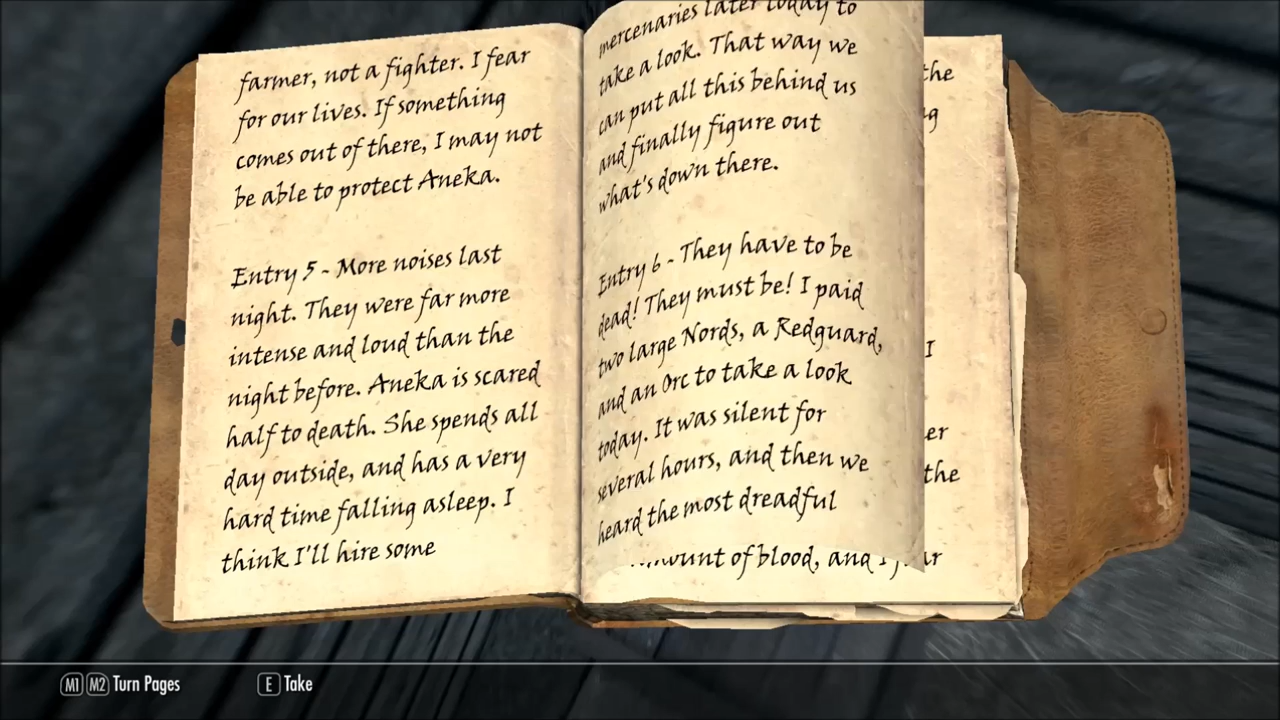 farmer, not a fighter. I fear
for our lives. If something
comes out of there, I may not
be able to protect Aneka.
Entry 5 - More noises last
night. They were far more
intense and loud than the
night before. Aneka is scared
half to death. She spends all
day outside, and has a very
hard time falling asleep. I
think I'll hire some
mercenaries later today to
take a look. That way we
can put all this behind us
and finally figure out
what's down there.
Entry 6 - They have to be
dead! They must be! I paid
two large Nords, a Redguard,
and an Orc to take a look
today. It was silent for
several hours, and then we
heard the most dreadful
the
I
the
of blood, and I
M1 M2 Turn Pages
E Take